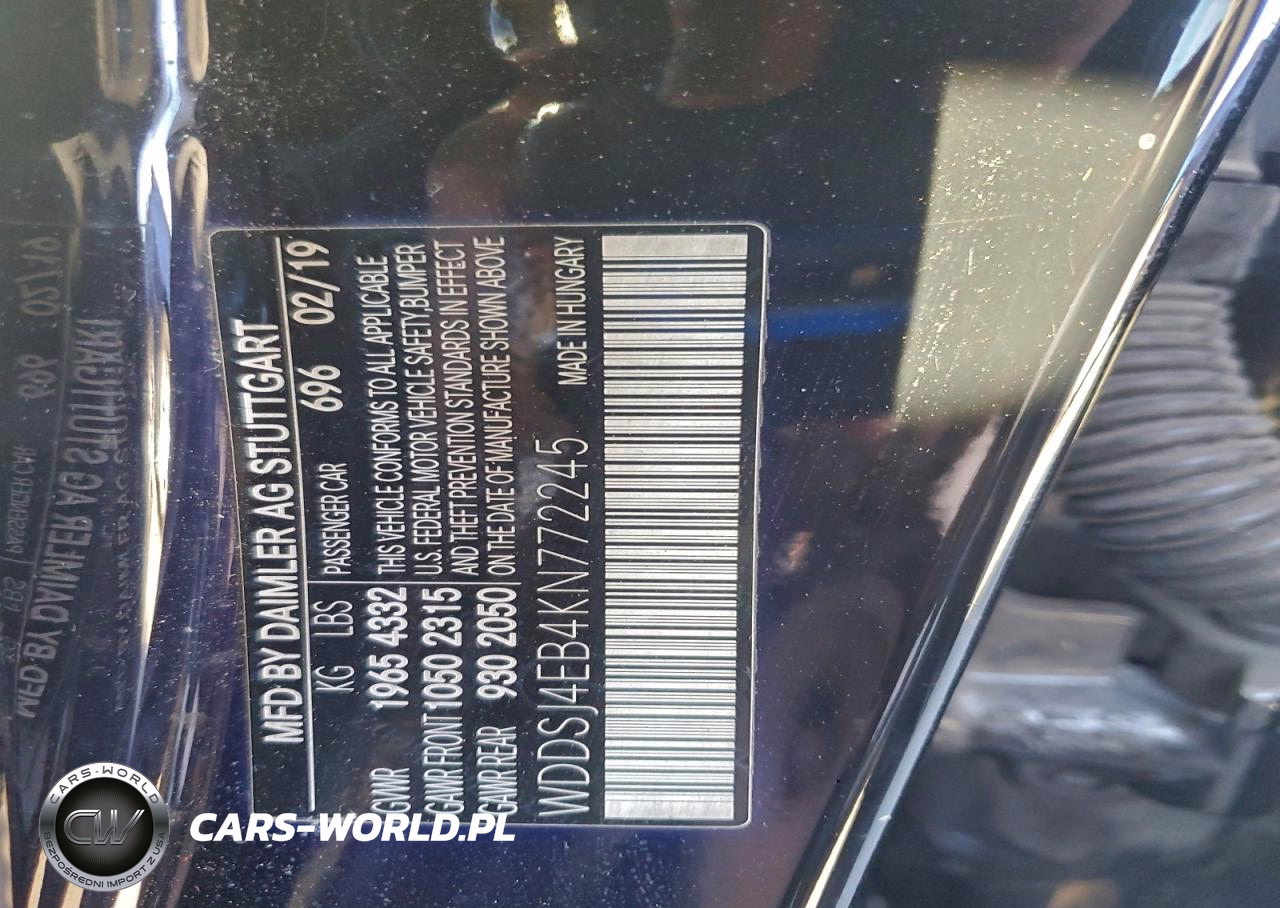 MFD BY DAIMLER AG STUTTGART
KG LBS PASSENGER CAR 696 02/19
GVWR 1965 4332 THIS VEHICLE CONFORMS TO ALL APPLICABLE
GAWR FRONT 1050 2315 U.S. FEDERAL MOTOR VEHICLE SAFETY,BUMPER
AND THEFT PREVENTION STANDARDS IN EFFECT
GAWR REAR 930 2050 ON THE DATE OF MANUFACTURE SHOWN ABOVE
WDDSJ4EB4KN772245 MADE IN HUNGARY
CARS-WORLD
CW
BEZPOŚREDNI IMPORT Z USA
CARS-WORLD.PL